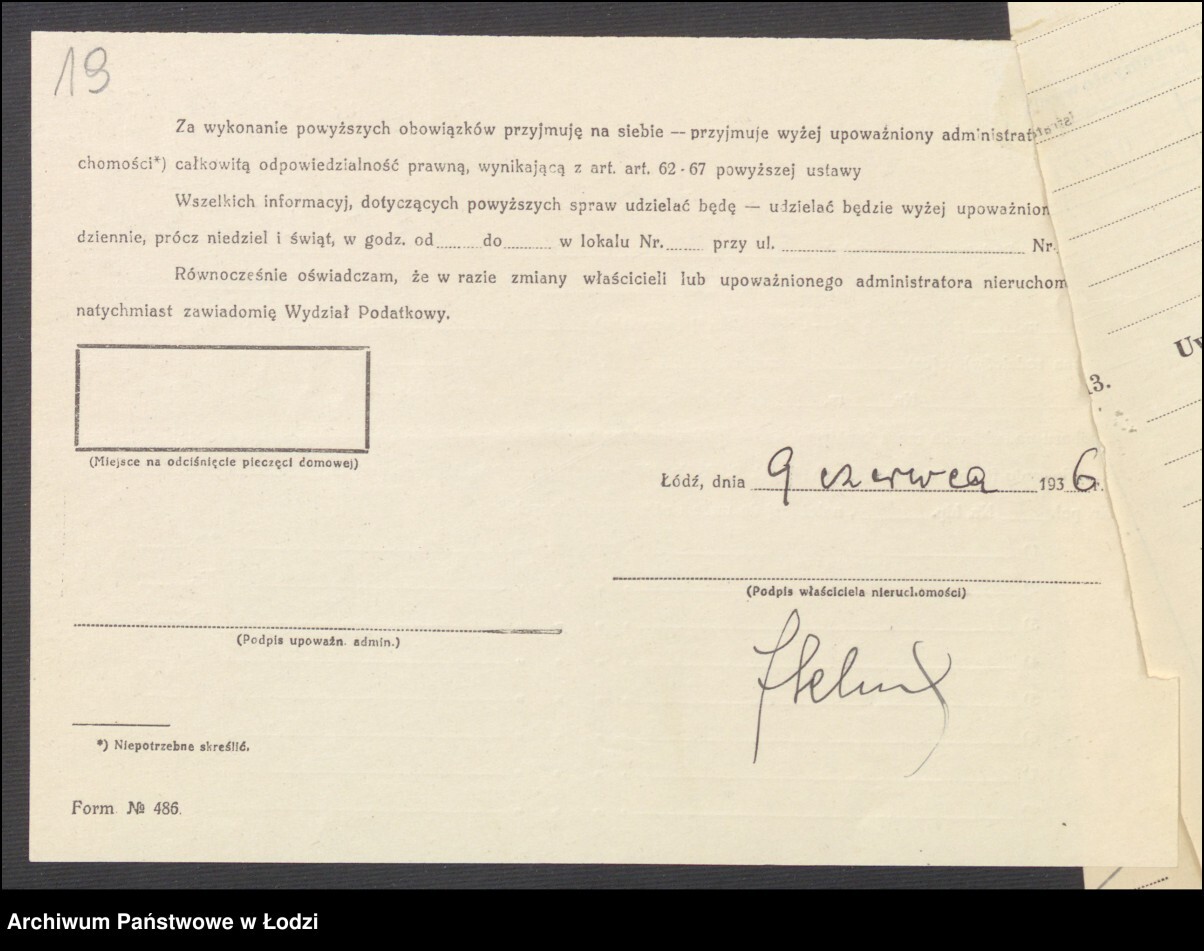 19
Za wykonanie powyższych obowiązków przyjmuję na siebie — przyjmuje wyżej upoważniony administrat
chomości*) całkowitą odpowiedzialność prawną, wynikającą z art. art. 62-67 powyższej ustawy
Wszelkich informacyj, dotyczących powyższych spraw udzielać będę — udzielać będzie wyżej upoważnion
dziennie, prócz niedziel i świąt, w godz. od ...... do ...... w lokalu Nr. ...... przy ul. ...... Nr.
Równocześnie oświadczam, że w razie zmiany właścicieli lub upoważnionego administratora nieruchom
natychmiast zawiadomię Wydział Podatkowy.
13.
(Miejsce na odciśnięcie pieczęci domowej)
Łódź, dnia 9 czerwca 1936 r.
(Podpis właściciela nieruchomości)
(Podpis upoważn. admin.)
*) Niepotrzebne skreślić.
Form. № 486.
Archiwum Państwowe w Łodzi